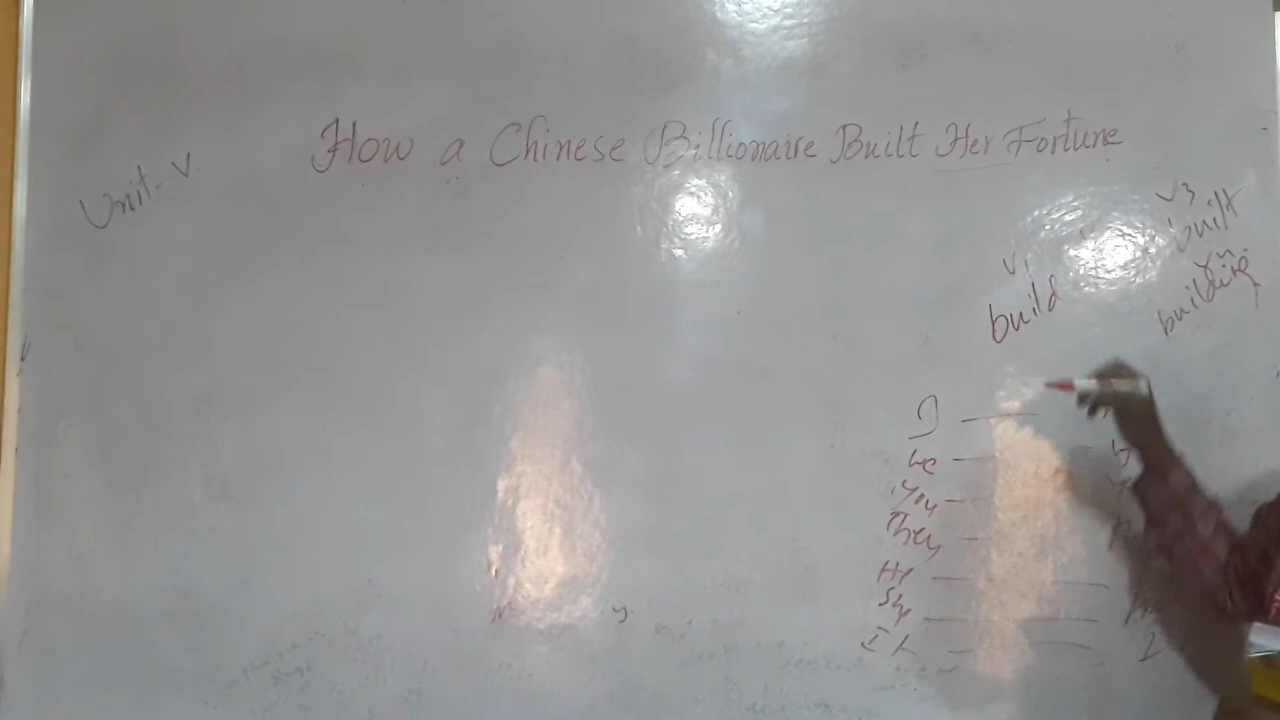 How a Chinese Billionaire Built Her Fortune
Unit-V.
V3
built
V1
build
building
I
We
You
They
He
She
It